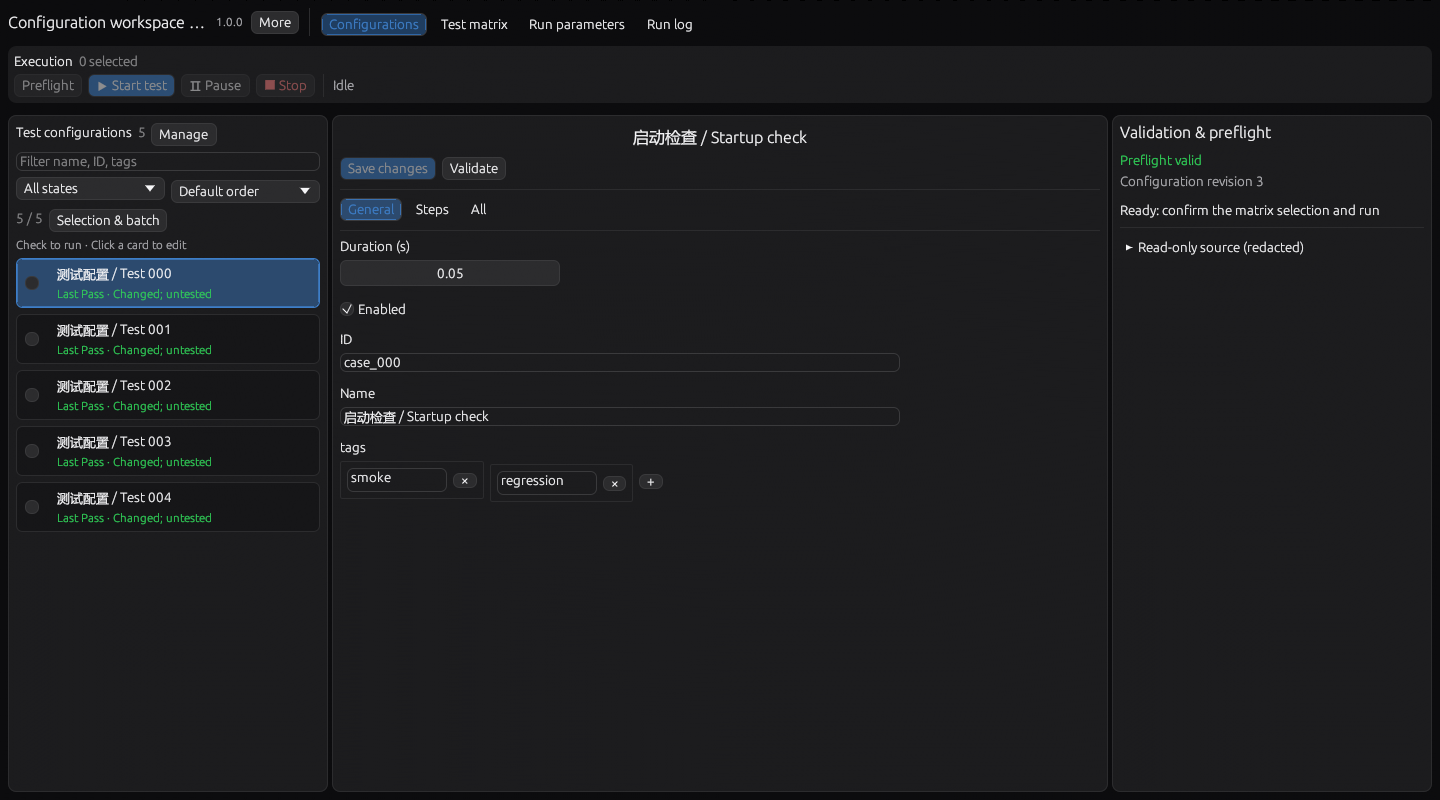 Configuration workspace ... 1.0.0 More Configurations Test matrix Run parameters Run log
Execution 0 selected
Preflight Start test Pause Stop Idle
Test configurations 5 Manage
Filter name, ID, tags
All states Default order
5 / 5 Selection & batch
Check to run · Click a card to edit
测试配置 / Test 000
Last Pass · Changed; untested
测试配置 / Test 001
Last Pass · Changed; untested
测试配置 / Test 002
Last Pass · Changed; untested
测试配置 / Test 003
Last Pass · Changed; untested
测试配置 / Test 004
Last Pass · Changed; untested
启动检查 / Startup check
Save changes Validate
General Steps All
Duration (s)
0.05
Enabled
ID
case_000
Name
启动检查 / Startup check
tags
smoke × regression × +
Validation & preflight
Preflight valid
Configuration revision 3
Ready: confirm the matrix selection and run
Read-only source (redacted)